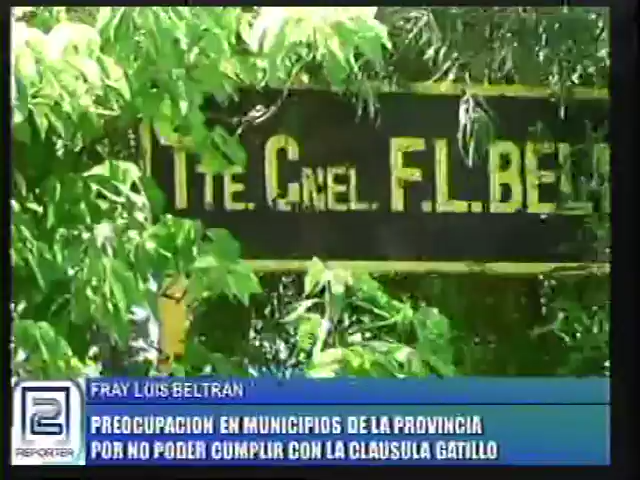 TTE. CNEL. F.L. BEL
FRAY LUIS BELTRAN
PREOCUPACION EN MUNICIPIOS DE LA PROVINCIA
POR NO PODER CUMPLIR CON LA CLAUSULA GATILLO
2
REPORTER